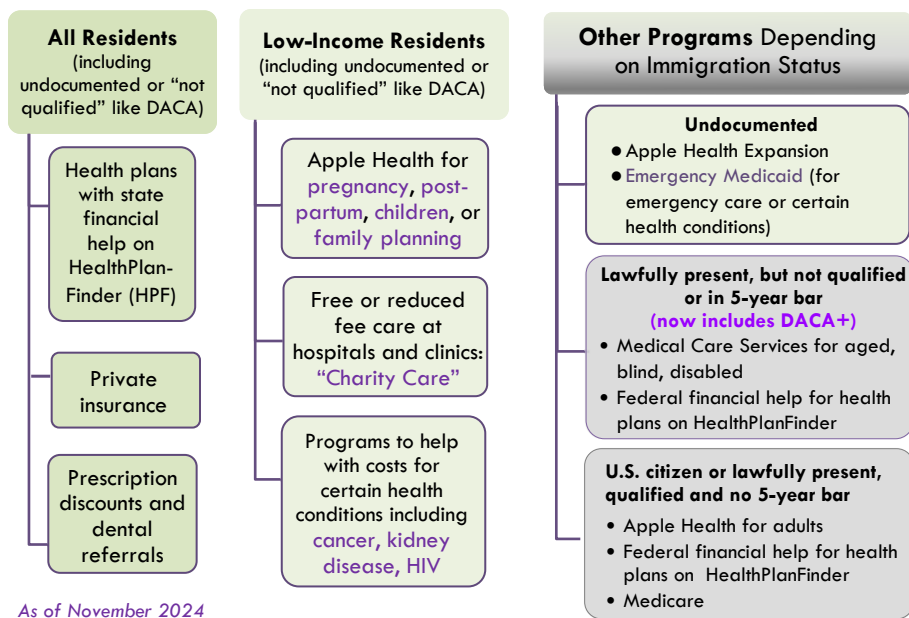 All Residents
(including
undocumented or “not
qualified” like DACA)
Health plans
with state
financial
help on
HealthPlan-
Finder (HPF)
Private
insurance
Prescription
discounts and
dental
referrals
As of November 2024
Low-Income Residents
(including undocumented or
“not qualified” like DACA)
Apple Health for
pregnancy, post-
partum, children, or
family planning
Free or reduced
fee care at
hospitals and clinics:
“Charity Care”
Programs to help
with costs for
certain health
conditions including
cancer, kidney
disease, HIV
Other Programs Depending
on Immigration Status
Undocumented
● Apple Health Expansion
● Emergency Medicaid (for
emergency care or certain
health conditions)
Lawfully present, but not qualified
or in 5-year bar
(now includes DACA+)
• Medical Care Services for aged,
blind, disabled
• Federal financial help for health
plans on HealthPlanFinder
U.S. citizen or lawfully present,
qualified and no 5-year bar
• Apple Health for adults
• Federal financial help for health
plans on HealthPlanFinder
• Medicare